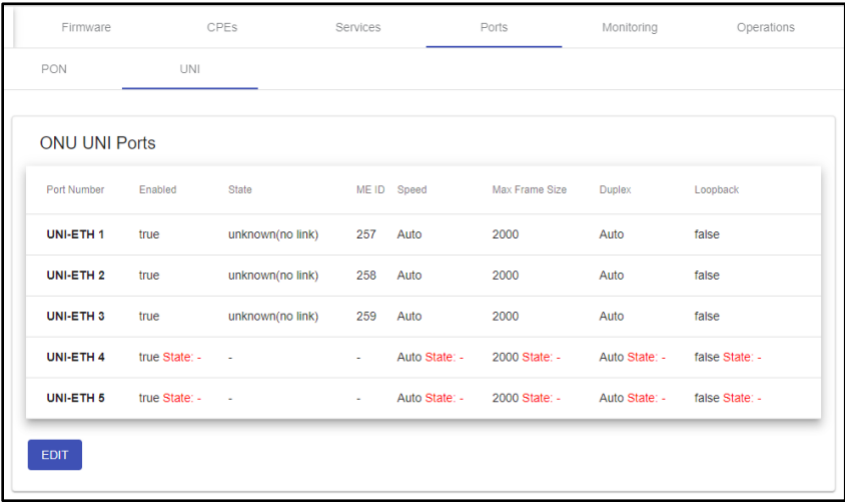 Firmware CPEs Services Ports Monitoring Operations
PON UNI
ONU UNI Ports
Port Number Enabled State ME ID Speed Max Frame Size Duplex Loopback
UNI-ETH 1 true unknown(no link) 257 Auto 2000 Auto false
UNI-ETH 2 true unknown(no link) 258 Auto 2000 Auto false
UNI-ETH 3 true unknown(no link) 259 Auto 2000 Auto false
UNI-ETH 4 true State: - - - Auto State: - 2000 State: - Auto State: - false State: -
UNI-ETH 5 true State: - - - Auto State: - 2000 State: - Auto State: - false State: -
EDIT